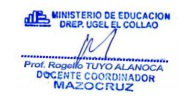 MINISTERIO DE EDUCACION
DREP. UGEL EL COLLAO
Prof. Rogelio TUYO ALANOCA
DOCENTE COORDINADOR
MAZOCRUZ